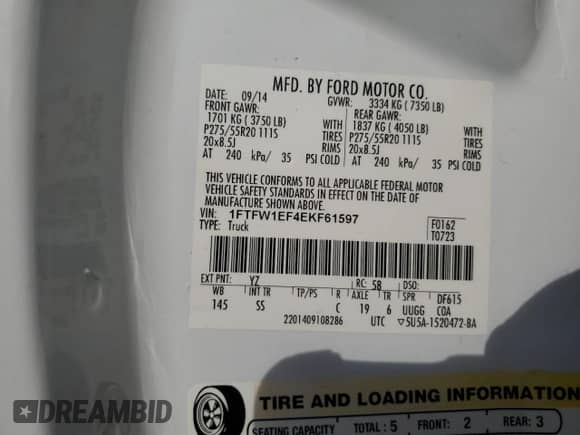 MFD. BY FORD MOTOR CO.
DATE: 09/14 GVWR: 3334 KG ( 7350 LB)
FRONT GAWR: REAR GAWR:
1701 KG ( 3750 LB) WITH 1837 KG ( 4050 LB) WITH
P275/55R20 111S TIRES P275/55R20 111S TIRES
20x8.5J RIMS 20x8.5J RIMS
AT 240 kPa/ 35 PSI COLD AT 240 kPa/ 35 PSI COLD
THIS VEHICLE CONFORMS TO ALL APPLICABLE FEDERAL MOTOR
VEHICLE SAFETY STANDARDS IN EFFECT ON THE DATE OF
MANUFACTURE SHOWN ABOVE.
VIN: 1FTFW1EF4EKF61597 F0162
TYPE: Truck T0723
EXT PNT: YZ RC: 58 DSO:
WB INT TR TP/PS R AXLE TR SPR DF615
145 SS C 19 6 UUGG COA
2201409108286 UTC ▽5U5A-1520472-BA
TIRE AND LOADING INFORMATION
SEATING CAPACITY TOTAL : 5 FRONT: 2 REAR: 3
DREAMBID